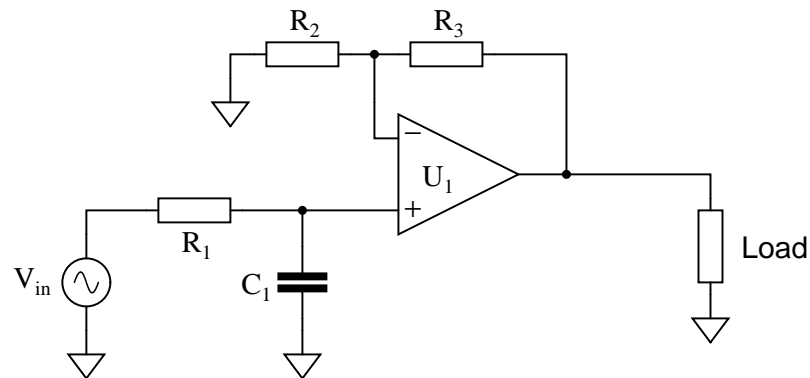 R₂
R₃
−
U₁
+
R₁
Vᵢₙ
C₁
Load